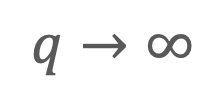 q → ∞